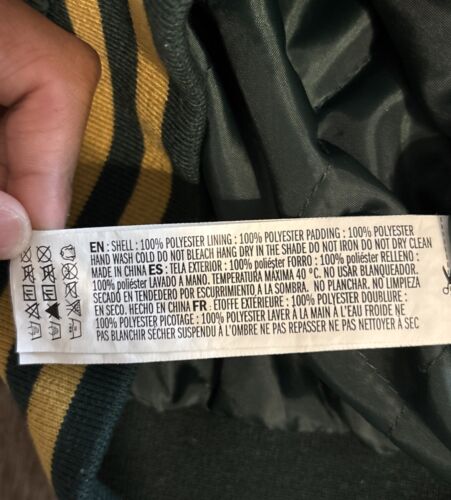 EN : SHELL : 100% POLYESTER LINING : 100% POLYESTER PADDING : 100% POLYESTER
HAND WASH COLD DO NOT BLEACH HANG DRY IN THE SHADE DO NOT IRON DO NOT DRY CLEAN
MADE IN CHINA ES : TELA EXTERIOR : 100% poliéster FORRO : 100% poliéster RELLENO :
100% poliéster LAVADO A MANO. TEMPERATURA MAXIMA 40 °C. NO USAR BLANQUEADOR.
SECADO EN TENDEDERO POR ESCURRIMIENTO A LA SOMBRA. NO PLANCHAR, NO LIMPIEZA
EN SECO. HECHO EN CHINA FR : ETOFFE EXTÉRIEURE : 100% POLYESTER DOUBLURE :
100% POLYESTER PICOTAGE : 100% POLYESTER LAVER A LA MAIN A L'EAU FROIDE NE
PAS BLANCHIR SÉCHER SUSPENDU À L'OMBRE NE PAS REPASSER NE PAS NETTOYER À SEC